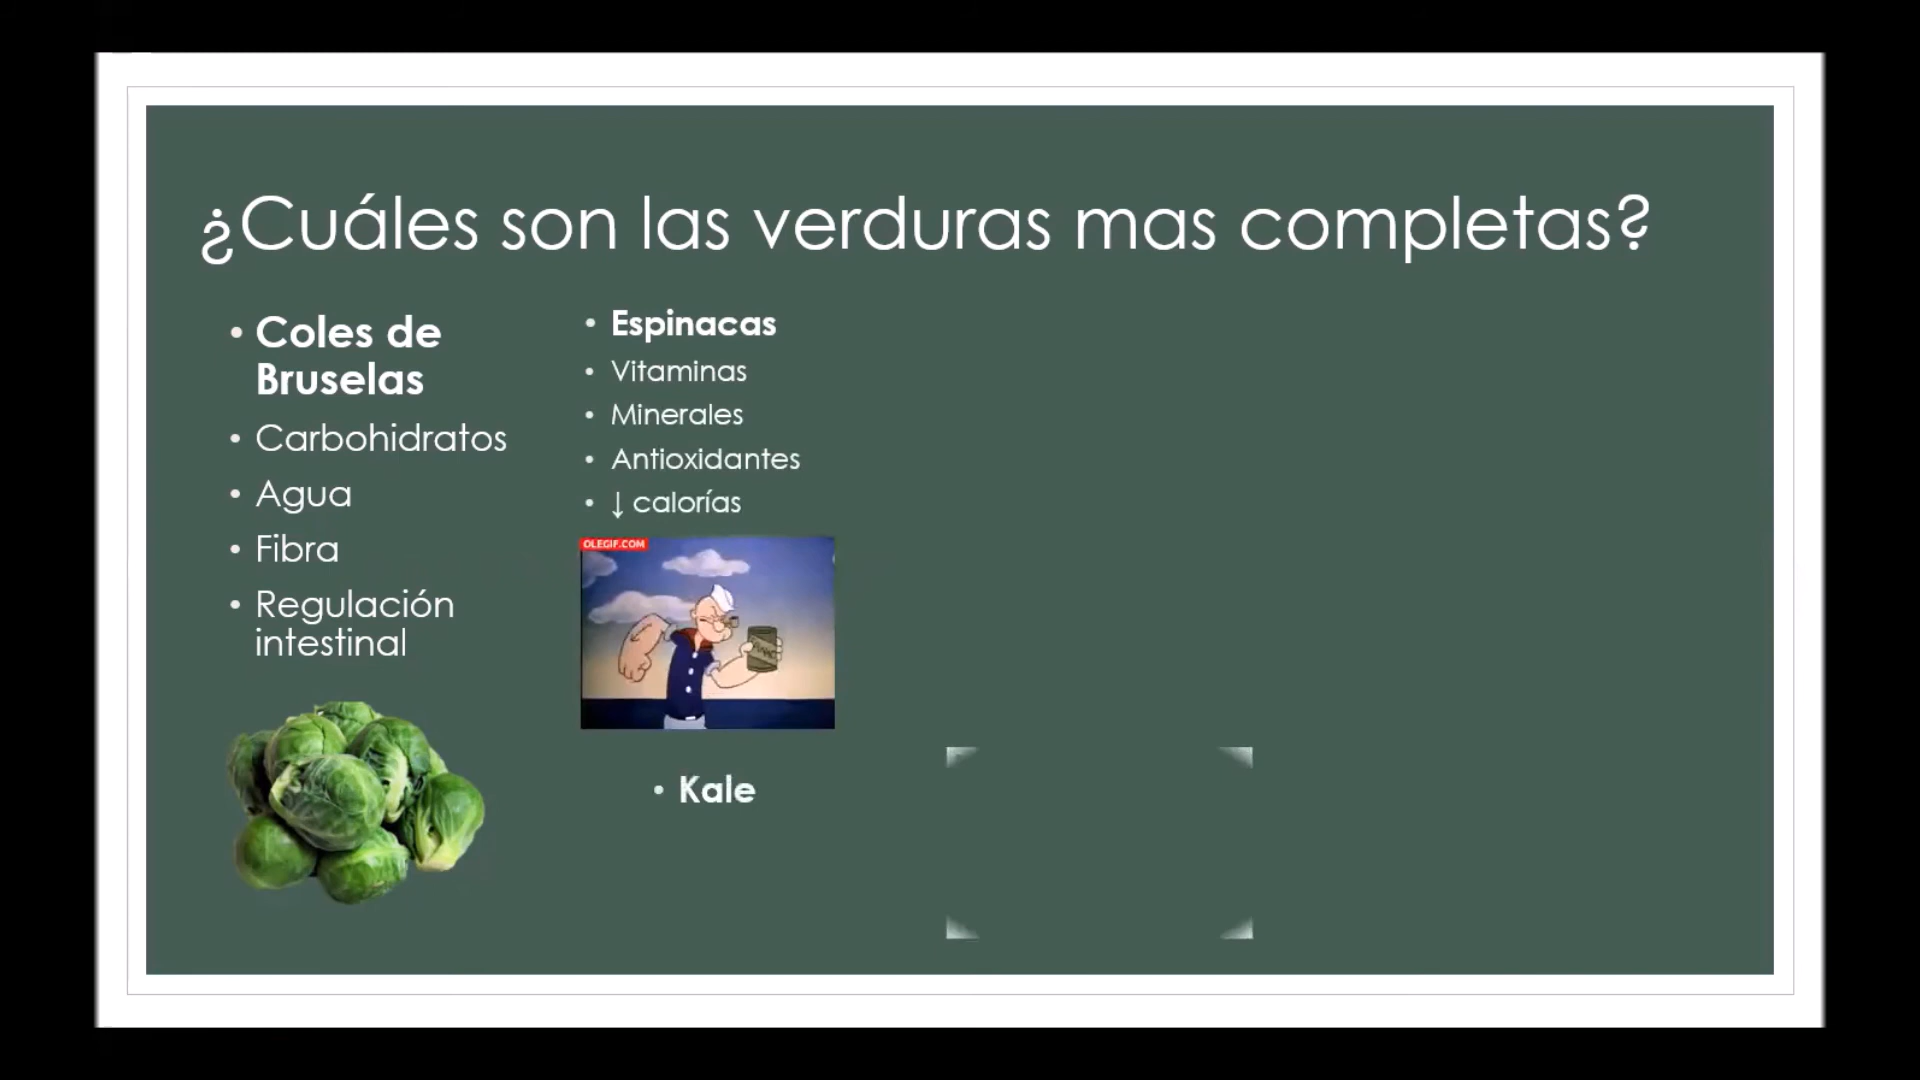 ¿Cuáles son las verduras mas completas?
• Coles de
Bruselas
• Carbohidratos
• Agua
• Fibra
• Regulación
intestinal
• Espinacas
• Vitaminas
• Minerales
• Antioxidantes
• ↓ calorías
OLEGIF.COM
• Kale